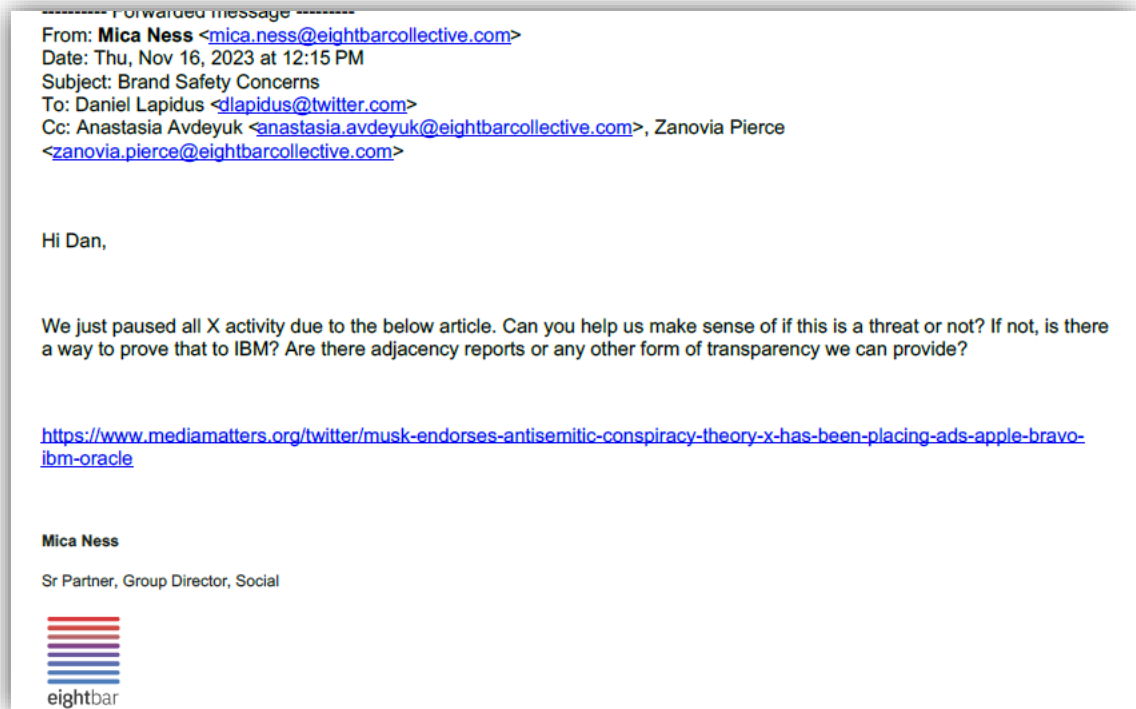 ---------- Forwarded message ---------
From: Mica Ness <mica.ness@eightbarcollective.com>
Date: Thu, Nov 16, 2023 at 12:15 PM
Subject: Brand Safety Concerns
To: Daniel Lapidus <dlapidus@twitter.com>
Cc: Anastasia Avdeyuk <anastasia.avdeyuk@eightbarcollective.com>, Zanovia Pierce
<zanovia.pierce@eightbarcollective.com>
Hi Dan,
We just paused all X activity due to the below article. Can you help us make sense of if this is a threat or not? If not, is there
a way to prove that to IBM? Are there adjacency reports or any other form of transparency we can provide?
https://www.mediamatters.org/twitter/musk-endorses-antisemitic-conspiracy-theory-x-has-been-placing-ads-apple-bravo-
ibm-oracle
Mica Ness
Sr Partner, Group Director, Social
eightbar